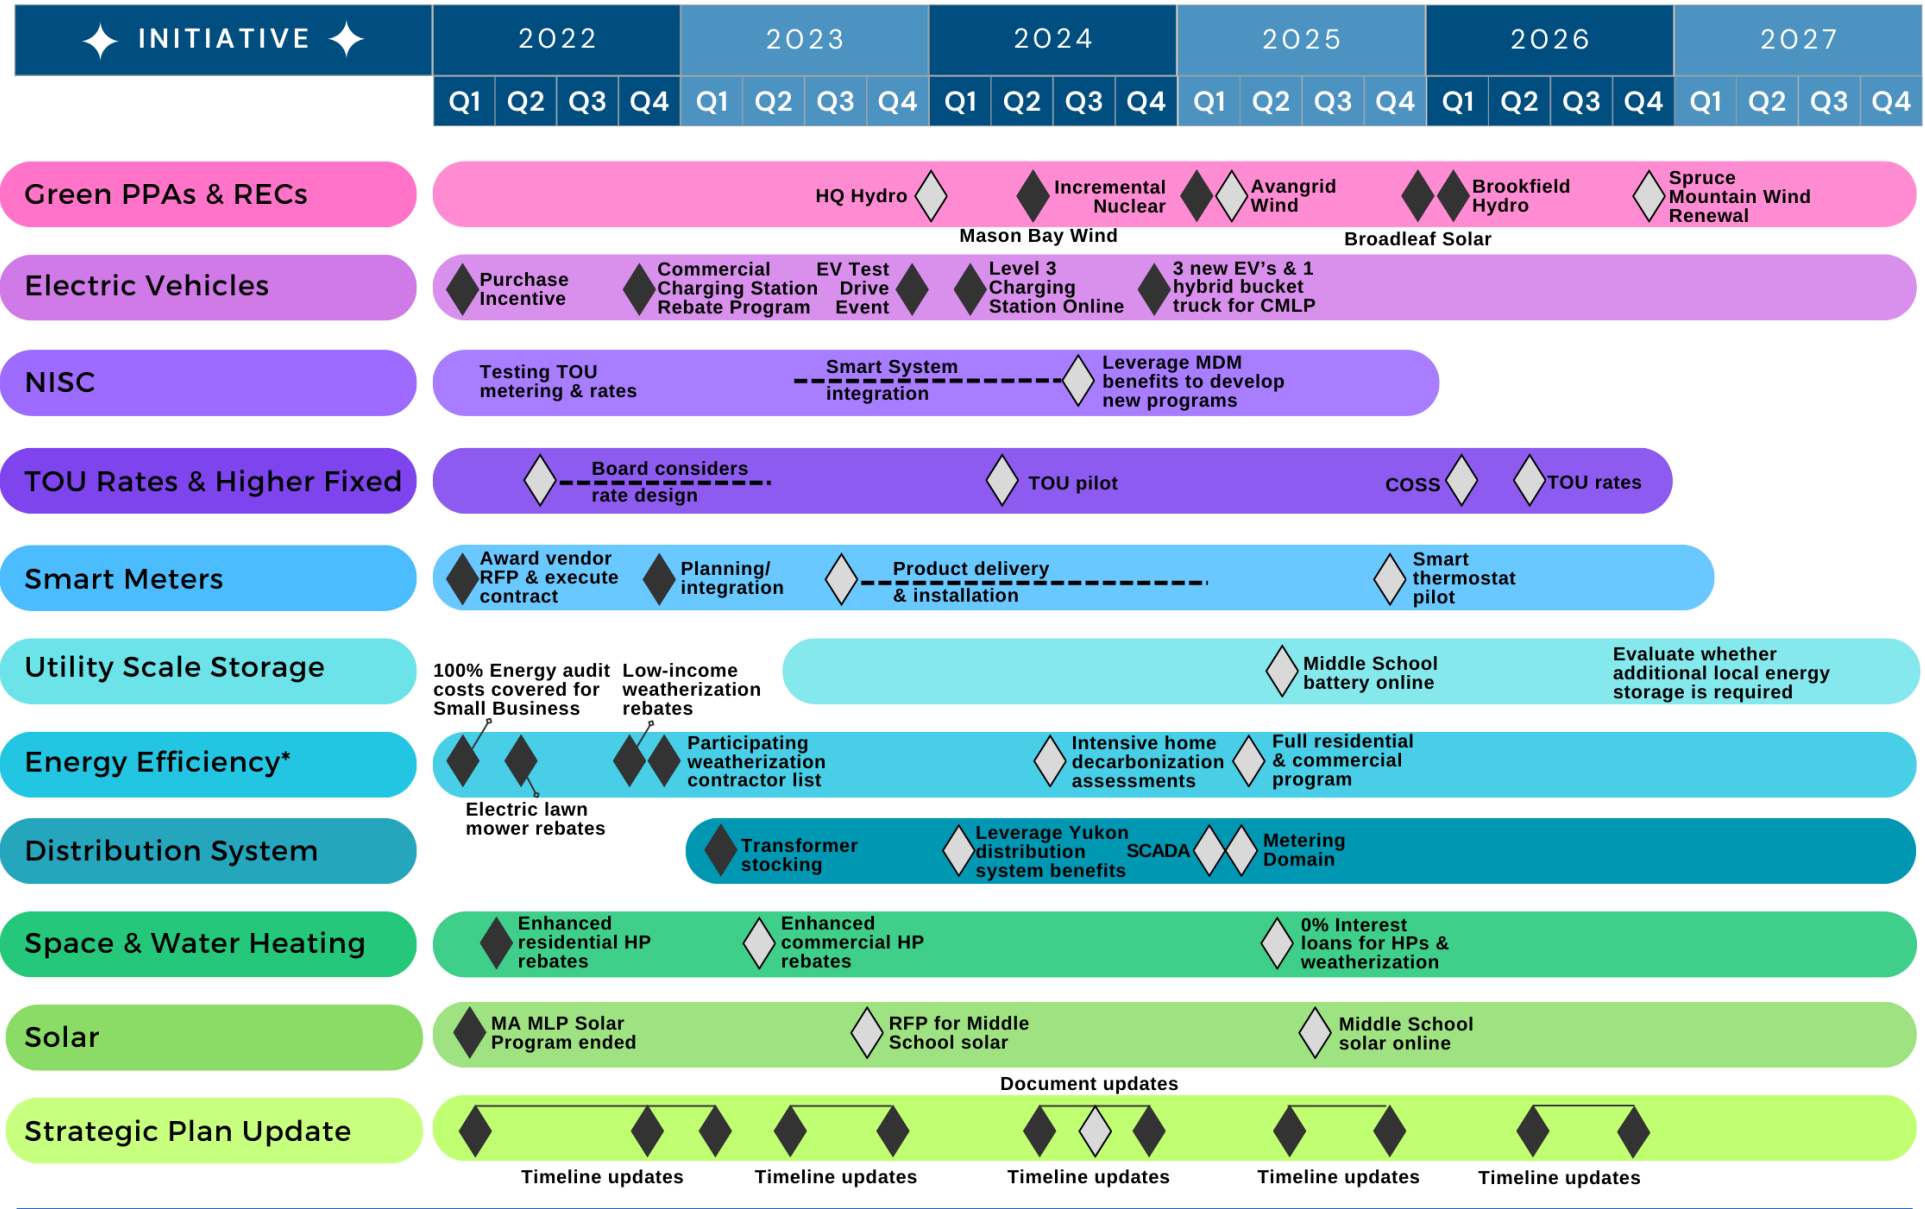 INITIATIVE
2022 2023 2024 2025 2026 2027
Q1 Q2 Q3 Q4 Q1 Q2 Q3 Q4 Q1 Q2 Q3 Q4 Q1 Q2 Q3 Q4 Q1 Q2 Q3 Q4 Q1 Q2 Q3 Q4
Green PPAs & RECs
HQ Hydro
Incremental
Nuclear
Avangrid
Wind
Brookfield
Hydro
Spruce
Mountain Wind
Renewal
Mason Bay Wind
Broadleaf Solar
Electric Vehicles
Purchase
Incentive
Commercial
Charging Station
Rebate Program
EV Test
Drive
Event
Level 3
Charging
Station Online
3 new EV's & 1
hybrid bucket
truck for CMLP
NISC
Testing TOU
metering & rates
Smart System
integration
Leverage MDM
benefits to develop
new programs
TOU Rates & Higher Fixed
Board considers
rate design
TOU pilot
COSS
TOU rates
Smart Meters
Award vendor
RFP & execute
contract
Planning/
integration
Product delivery
& installation
Smart
thermostat
pilot
Utility Scale Storage
Middle School
battery online
Evaluate whether
additional local energy
storage is required
100% Energy audit
costs covered for
Small Business
Low-income
weatherization
rebates
Energy Efficiency*
Participating
weatherization
contractor list
Intensive home
decarbonization
assessments
Full residential
& commercial
program
Electric lawn
mower rebates
Distribution System
Transformer
stocking
Leverage Yukon
distribution
system benefits
SCADA
Metering
Domain
Space & Water Heating
Enhanced
residential HP
rebates
Enhanced
commercial HP
rebates
0% Interest
loans for HPs &
weatherization
Solar
MA MLP Solar
Program ended
RFP for Middle
School solar
Middle School
solar online
Document updates
Strategic Plan Update
Timeline updates
Timeline updates
Timeline updates
Timeline updates
Timeline updates